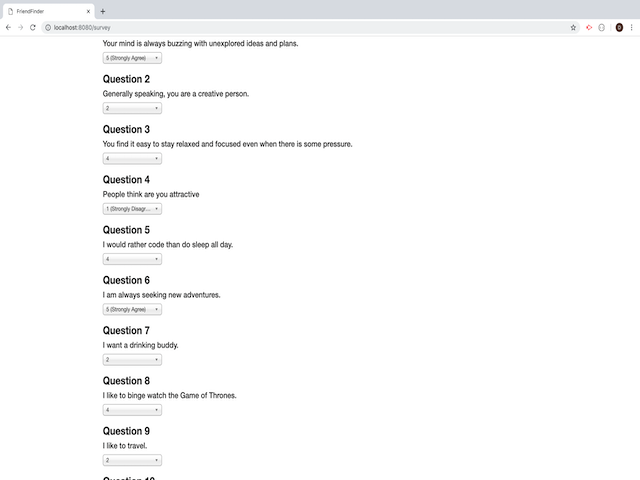 FriendFinder
localhost:8080/survey
Your mind is always buzzing with unexplored ideas and plans.
5 (Strongly Agree)
Question 2
Generally speaking, you are a creative person.
2
Question 3
You find it easy to stay relaxed and focused even when there is some pressure.
4
Question 4
People think are you attractive
1 (Strongly Disagr...
Question 5
I would rather code than do sleep all day.
4
Question 6
I am always seeking new adventures.
5 (Strongly Agree)
Question 7
I want a drinking buddy.
2
Question 8
I like to binge watch the Game of Thrones.
4
Question 9
I like to travel.
2
Question 10